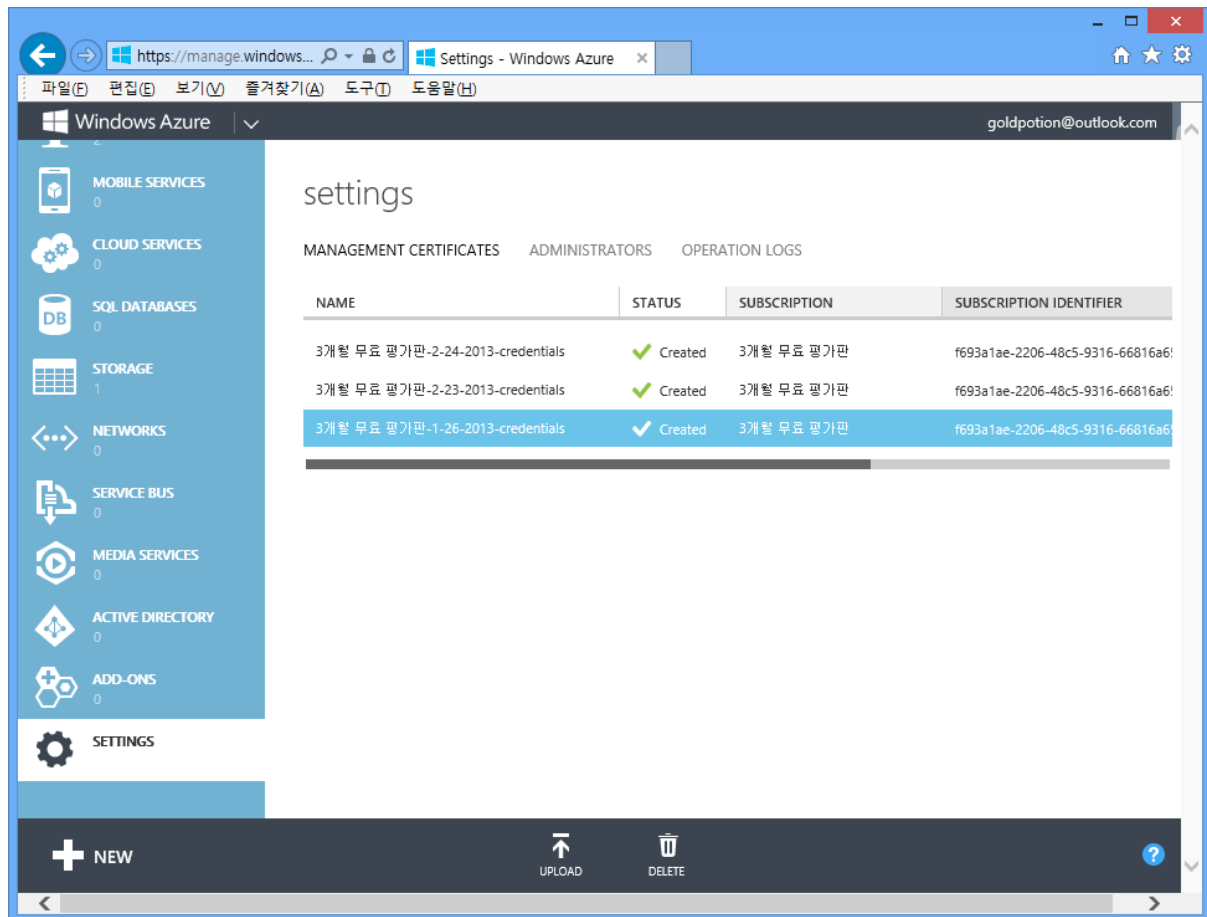 https://manage.windows...
Settings - Windows Azure
파일(F) 편집(E) 보기(V) 즐겨찾기(A) 도구(T) 도움말(H)
Windows Azure
goldpotion@outlook.com
2
MOBILE SERVICES
0
CLOUD SERVICES
0
SQL DATABASES
0
DB
STORAGE
1
NETWORKS
0
SERVICE BUS
0
MEDIA SERVICES
0
ACTIVE DIRECTORY
0
ADD-ONS
0
SETTINGS
settings
MANAGEMENT CERTIFICATES ADMINISTRATORS OPERATION LOGS
NAME STATUS SUBSCRIPTION SUBSCRIPTION IDENTIFIER
3개월 무료 평가판-2-24-2013-credentials Created 3개월 무료 평가판 f693a1ae-2206-48c5-9316-66816a65
3개월 무료 평가판-2-23-2013-credentials Created 3개월 무료 평가판 f693a1ae-2206-48c5-9316-66816a65
3개월 무료 평가판-1-26-2013-credentials Created 3개월 무료 평가판 f693a1ae-2206-48c5-9316-66816a65
NEW
UPLOAD
DELETE
?